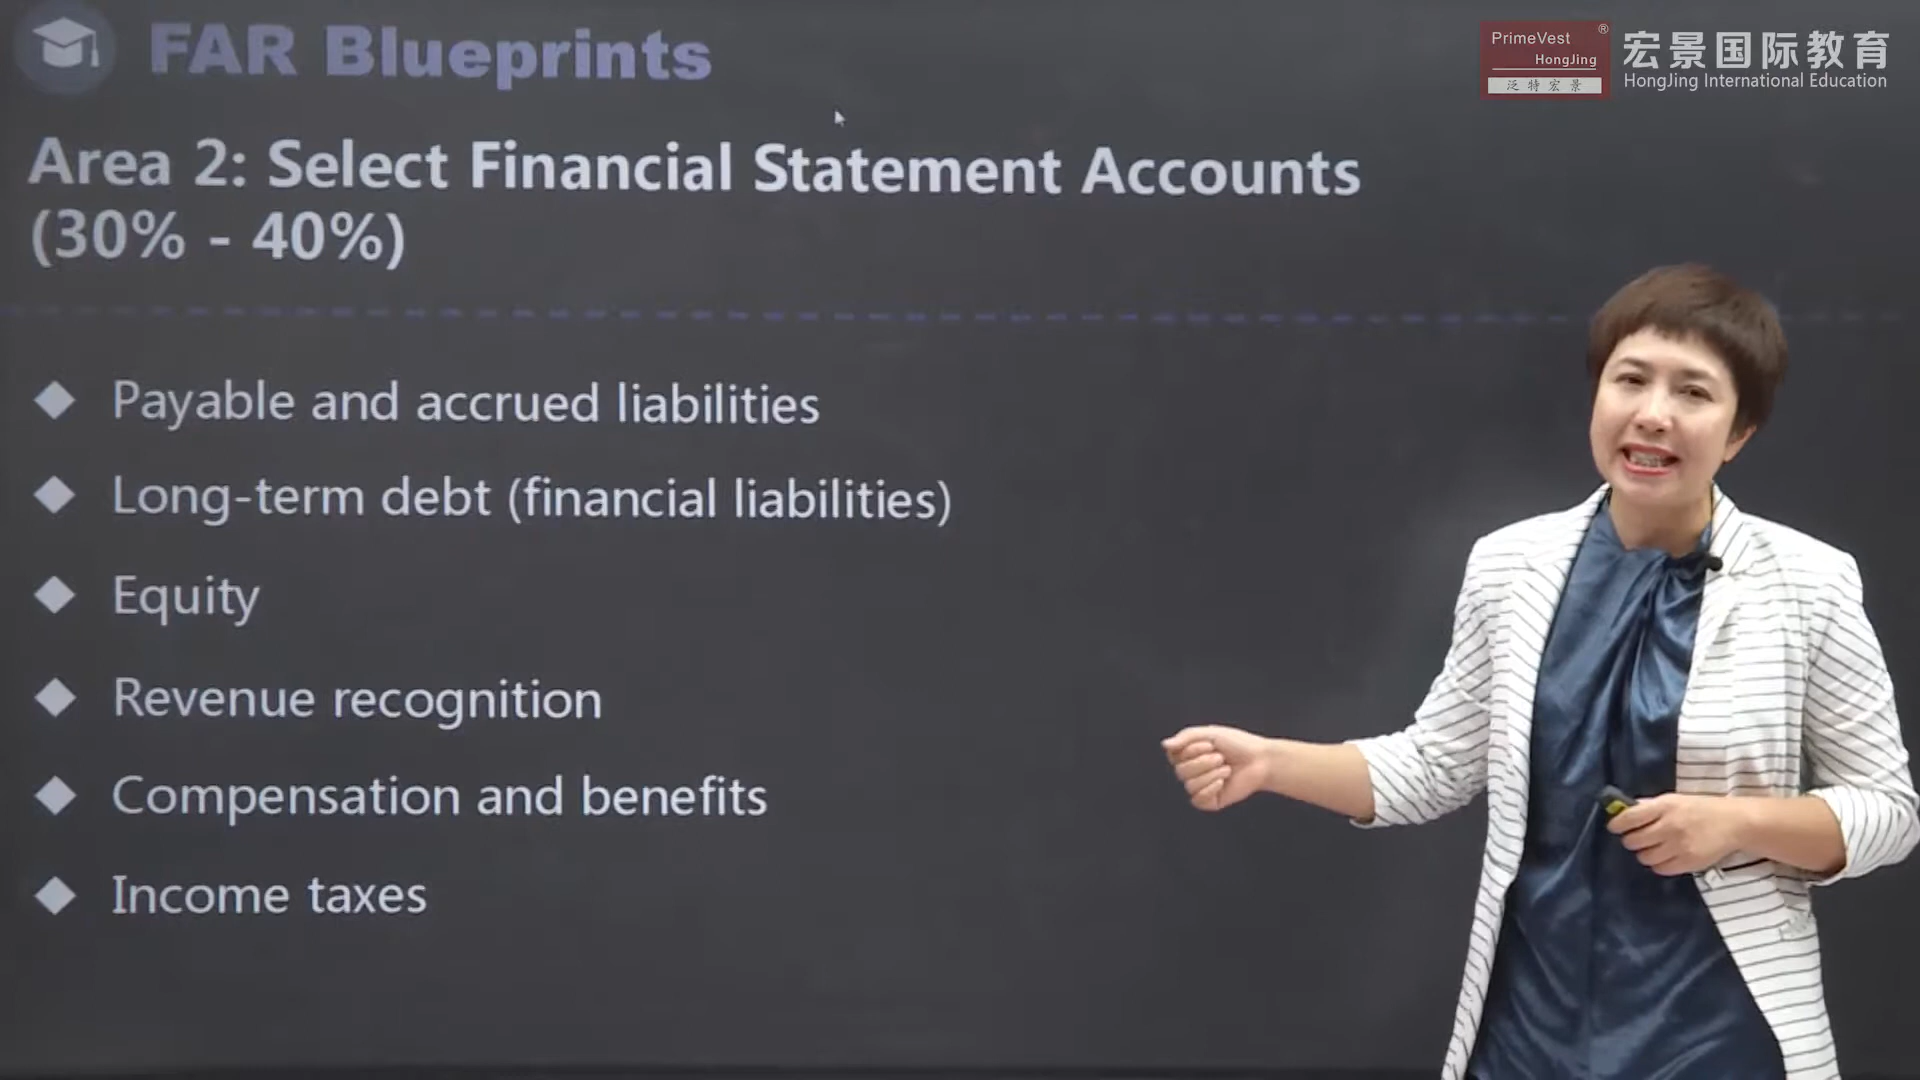 FAR Blueprints
PrimeVest
HongJing
®
泛特宏景
宏景国际教育
HongJing International Education
Area 2: Select Financial Statement Accounts
(30% - 40%)
Payable and accrued liabilities
Long-term debt (financial liabilities)
Equity
Revenue recognition
Compensation and benefits
Income taxes